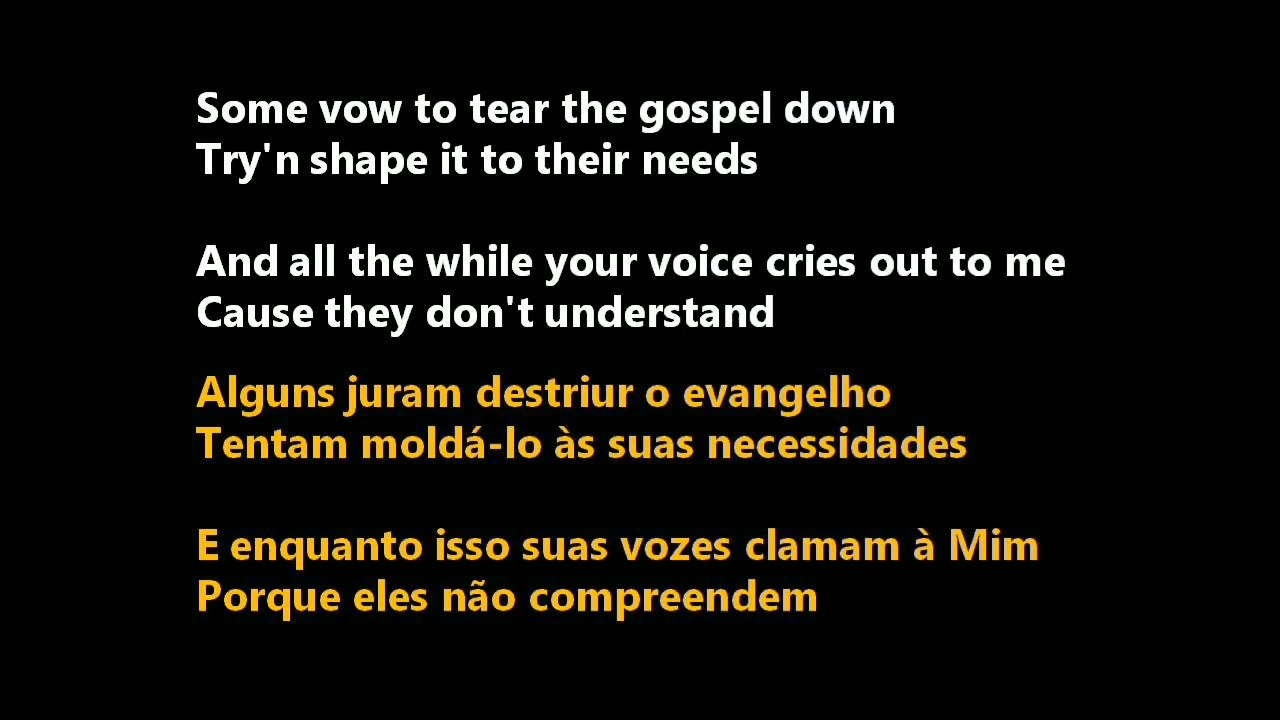 Some vow to tear the gospel down
Try'n shape it to their needs
And all the while your voice cries out to me
Cause they don't understand
Alguns juram destriur o evangelho
Tentam moldá-lo às suas necessidades
E enquanto isso suas vozes clamam à Mim
Porque eles não compreendem